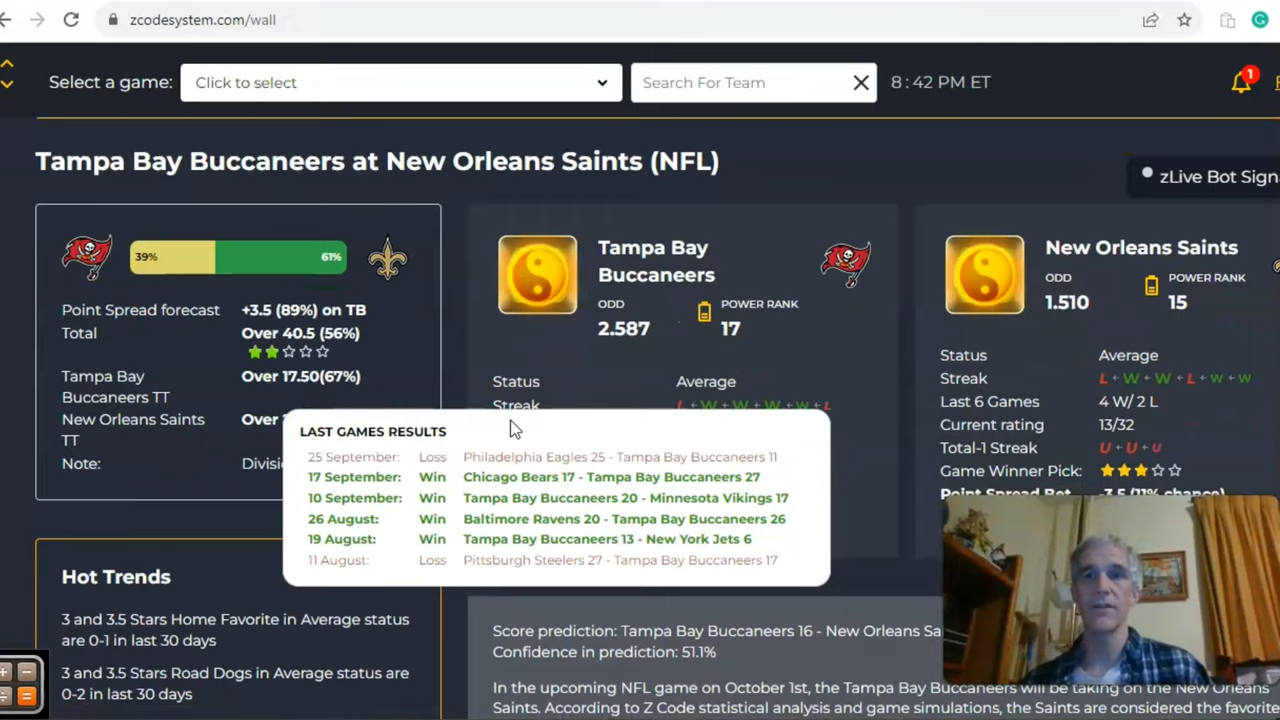 zcodesystem.com/wall
Select a game:
Click to select
Search For Team
8:42 PM ET
1
Tampa Bay Buccaneers at New Orleans Saints (NFL)
zLive Bot Sign
39%
61%
Point Spread forecast +3.5 (89%) on TB
Total Over 40.5 (56%)
Tampa Bay Over 17.50(67%)
Buccaneers TT
New Orleans Saints Over
TT
Note:
Tampa Bay
Buccaneers
ODD
2.587
POWER RANK
17
Status Average
Streak L W W W W L
New Orleans Saints
ODD
1.510
POWER RANK
15
Status Average
Streak L W W L W W
Last 6 Games 4 W/ 2 L
Current rating 13/32
Total-1 Streak U U U
Game Winner Pick:
Point Spread Bet -3.5 (11% chance)
LAST GAMES RESULTS
25 September: Loss Philadelphia Eagles 25 - Tampa Bay Buccaneers 11
17 September: Win Chicago Bears 17 - Tampa Bay Buccaneers 27
10 September: Win Tampa Bay Buccaneers 20 - Minnesota Vikings 17
26 August: Win Baltimore Ravens 20 - Tampa Bay Buccaneers 26
19 August: Win Tampa Bay Buccaneers 13 - New York Jets 6
11 August: Loss Pittsburgh Steelers 27 - Tampa Bay Buccaneers 17
Hot Trends
3 and 3.5 Stars Home Favorite in Average status
are 0-1 in last 30 days
3 and 3.5 Stars Road Dogs in Average status are
0-2 in last 30 days
Score prediction: Tampa Bay Buccaneers 16 - New Orleans Sa
Confidence in prediction: 51.1%
In the upcoming NFL game on October 1st, the Tampa Bay Buccaneers will be taking on the New Orleans
Saints. According to Z Code statistical analysis and game simulations, the Saints are considered the favorite